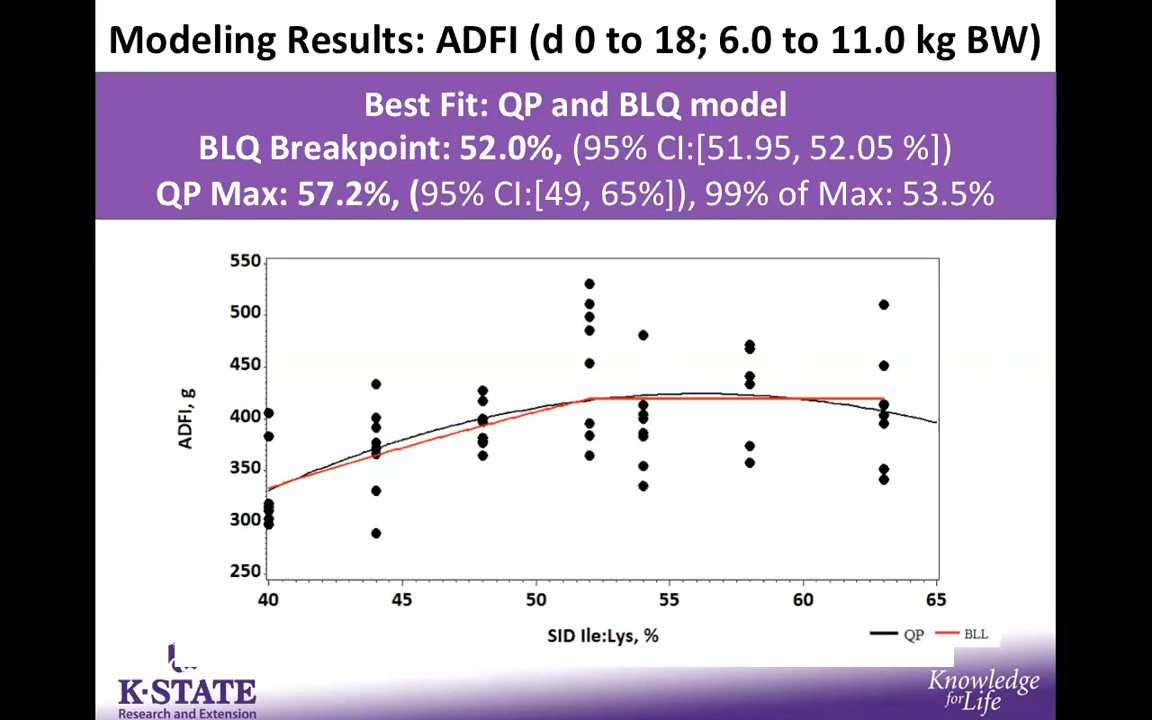 Modeling Results: ADFI (d 0 to 18; 6.0 to 11.0 kg BW)
Best Fit: QP and BLQ model
BLQ Breakpoint: 52.0%, (95% CI:[51.95, 52.05 %])
QP Max: 57.2%, (95% CI:[49, 65%]), 99% of Max: 53.5%
550
500
450
400
350
300
250
ADFI, g
40 45 50 55 60 65
SID Ile:Lys, %
QP BLL
K-STATE
Research and Extension
Knowledge
for Life